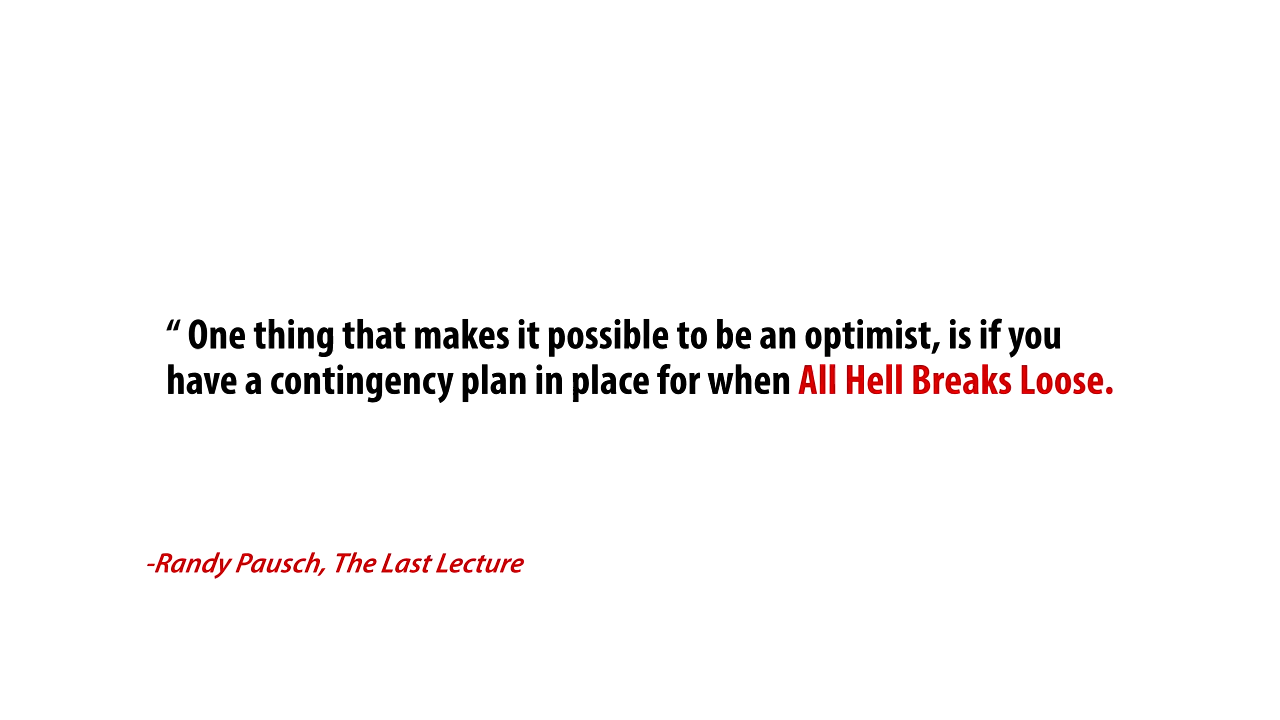 “ One thing that makes it possible to be an optimist, is if you
have a contingency plan in place for when All Hell Breaks Loose.
-Randy Pausch, The Last Lecture